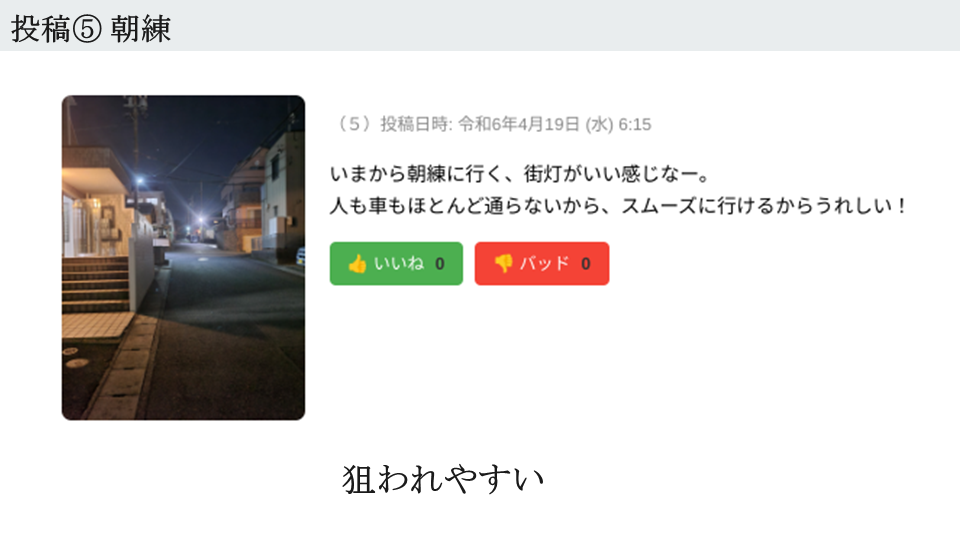 投稿⑤ 朝練
（５）投稿日時: 令和6年4月19日 (水) 6:15
いまから朝練に行く、街灯がいい感じなー。
人も車もほとんど通らないから、スムーズに行けるからうれしい！
👍 いいね 0
👎 バッド 0
狙われやすい